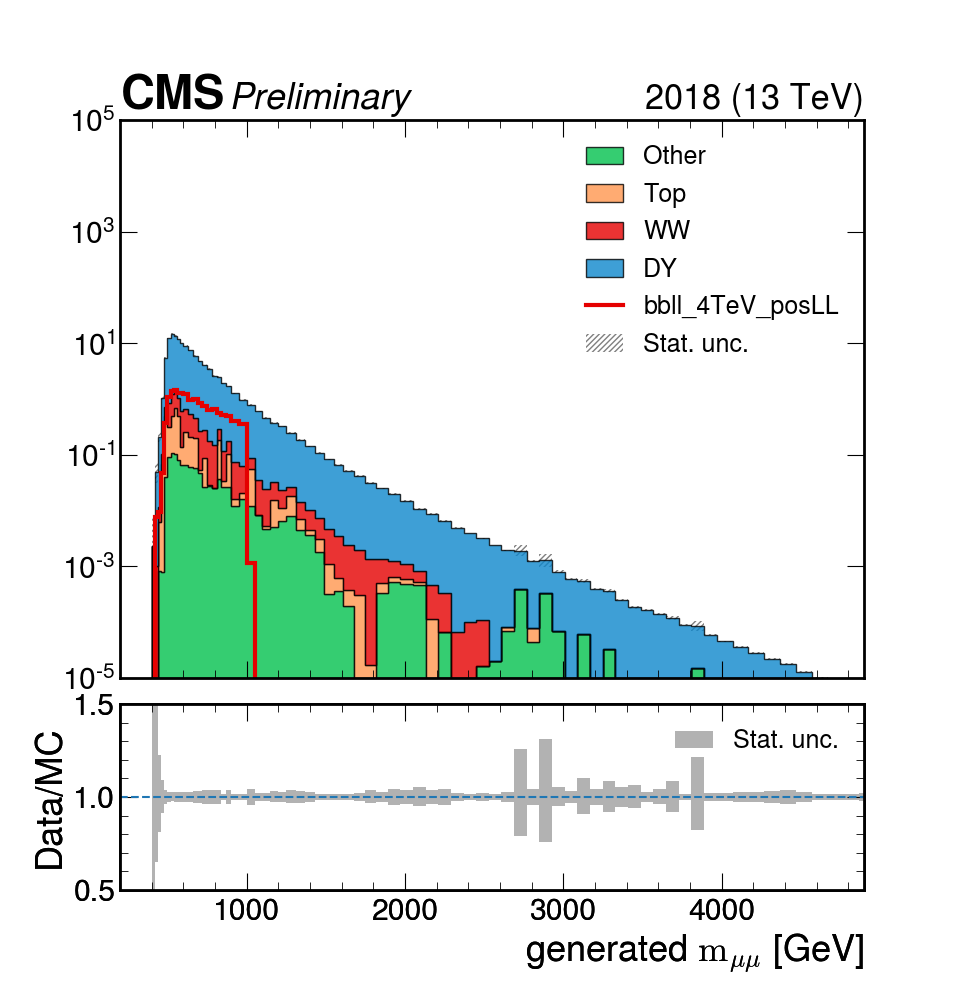 CMS Preliminary 2018 (13 TeV)
10^5
10^3
10^1
10^-1
10^-3
10^-5
Other
Top
WW
DY
bbll_4TeV_posLL
Stat. unc.
Data/MC
1.5
1.0
0.5
Stat. unc.
1000 2000 3000 4000
generated m_μμ [GeV]